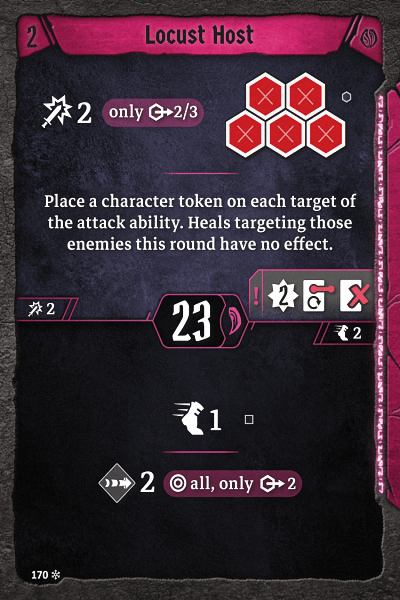 2
Locust Host
2 only 2/3
Place a character token on each target of
the attack ability. Heals targeting those
enemies this round have no effect.
! 2
2
23
2
1
2 all, only 2
170